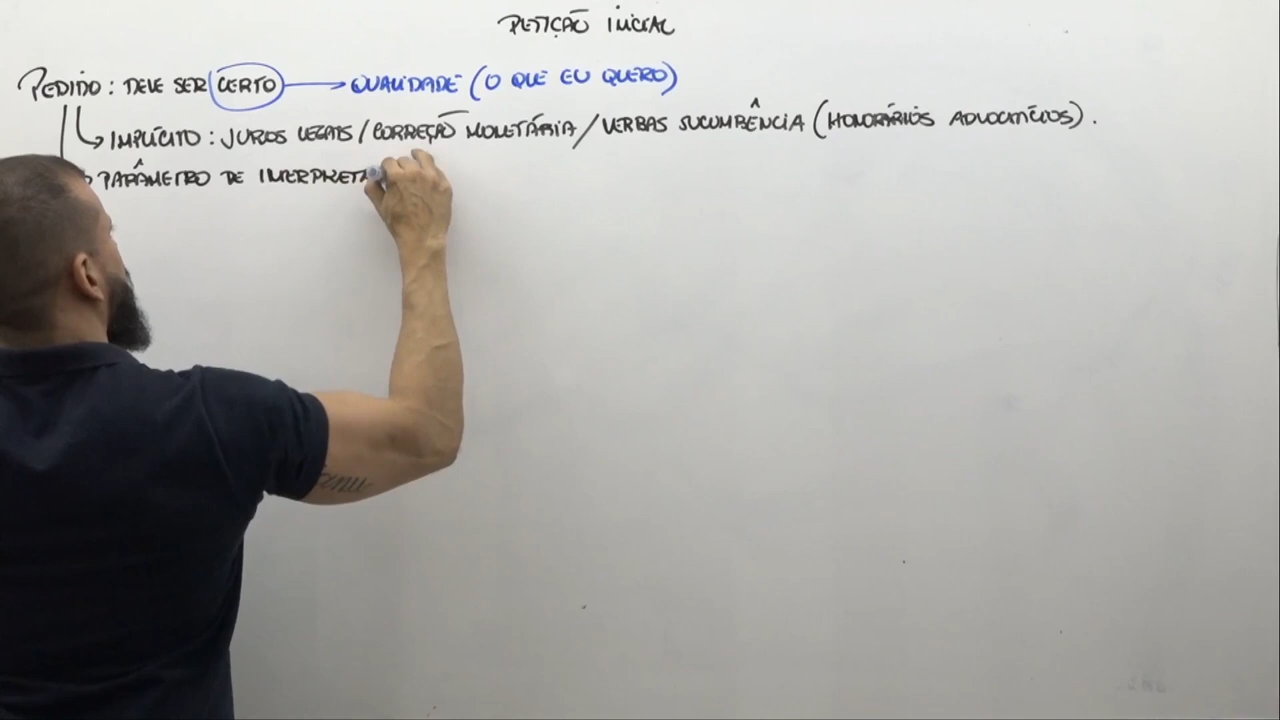 PETIÇÃO INICIAL
PEDIDO: DEVE SER CERTO → QUALIDADE (O QUE EU QUERO)
IMPLÍCITO: JUROS LEGAIS / CORREÇÃO MONETÁRIA / VERBAS SUCUMBÊNCIA (HONORÁRIOS ADVOCATÍCIOS).
PARÂMETRO DE INTERPRETA